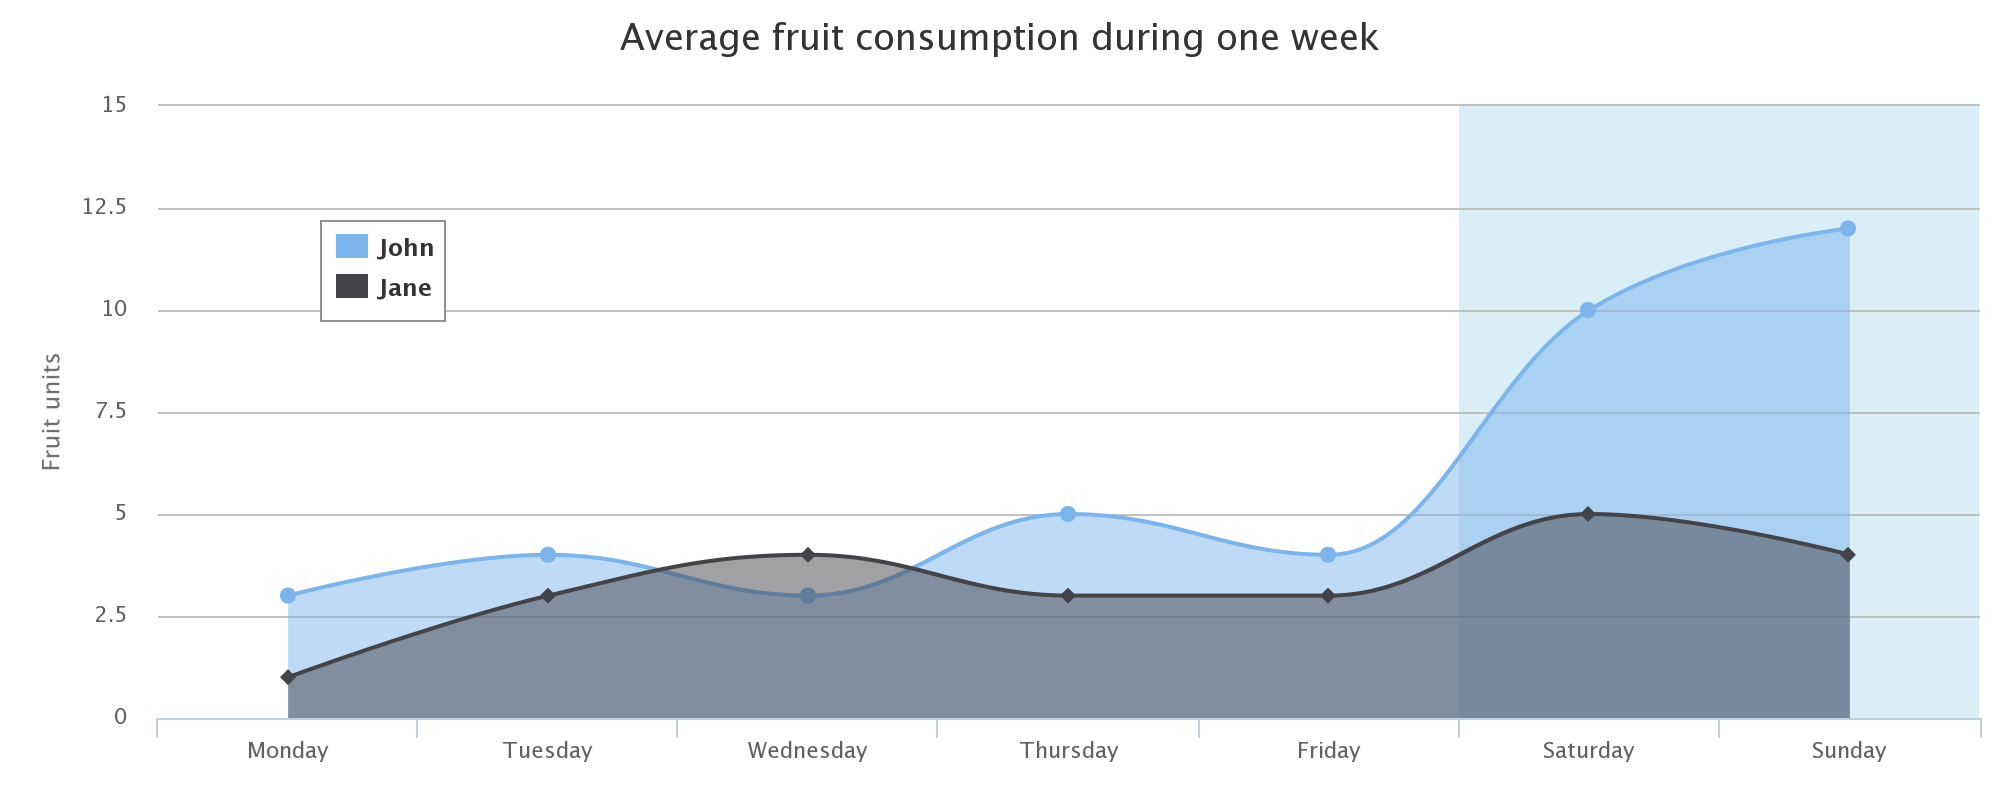 Average fruit consumption during one week
15
12.5
10
7.5
5
2.5
0
Fruit units
John
Jane
Monday Tuesday Wednesday Thursday Friday Saturday Sunday